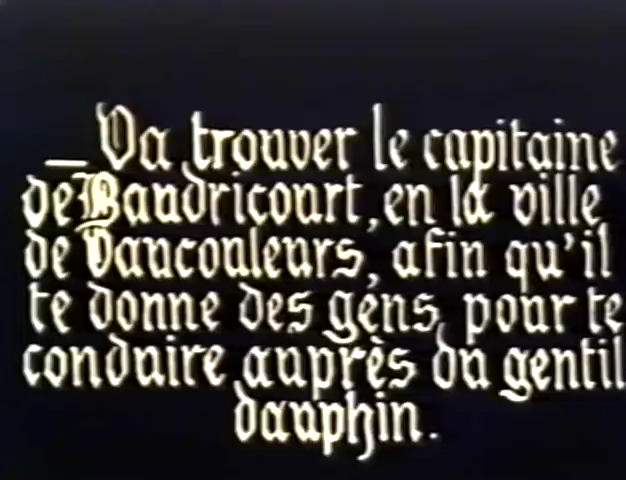 — Va trouver le capitaine
de Baudricourt, en la ville
de Vaucouleurs, afin qu'il
te donne des gens, pour te
conduire auprès du gentil
dauphin.